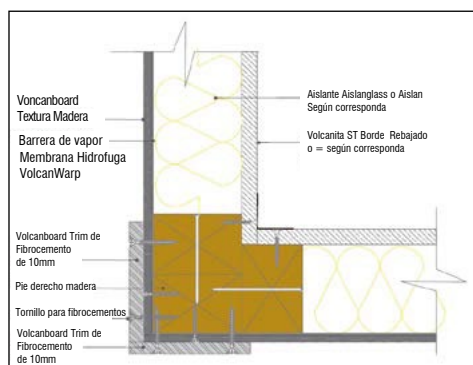 Voncanboard
Textura Madera
Barrera de vapor
Membrana Hidrofuga
VolcanWarp
Volcanboard Trim de
Fibrocemento
de 10mm
Pie derecho madera
Tornillo para fibrocementos
Volcanboard Trim de
Fibrocemento
de 10mm
Aislante Aislanglass o Aislan
Según corresponda
Volcanita ST Borde Rebajado
o = según corresponda